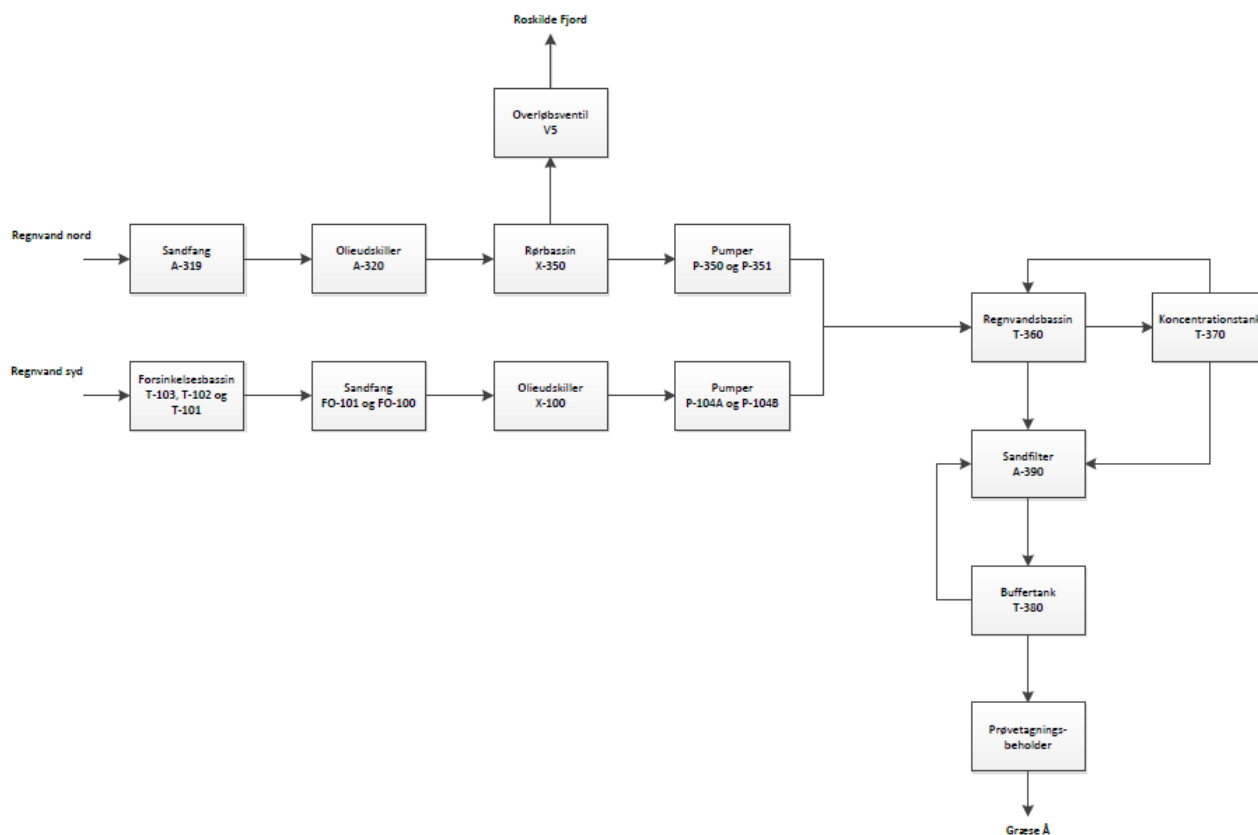 Roskilde Fjord
Overløbsventil
V5
Regnvand nord
Sandfang
A-319
Olieudskiller
A-320
Rørbassin
X-350
Pumper
P-350 og P-351
Regnvandsbassin
T-360
Koncentrationstank
T-370
Regnvand syd
Forsinkelsesbassin
T-103, T-102 og
T-101
Sandfang
FO-101 og FO-100
Olieudskiller
X-100
Pumper
P-104A og P-104B
Sandfilter
A-390
Buffertank
T-380
Prøvetagnings-
beholder
Græse Å